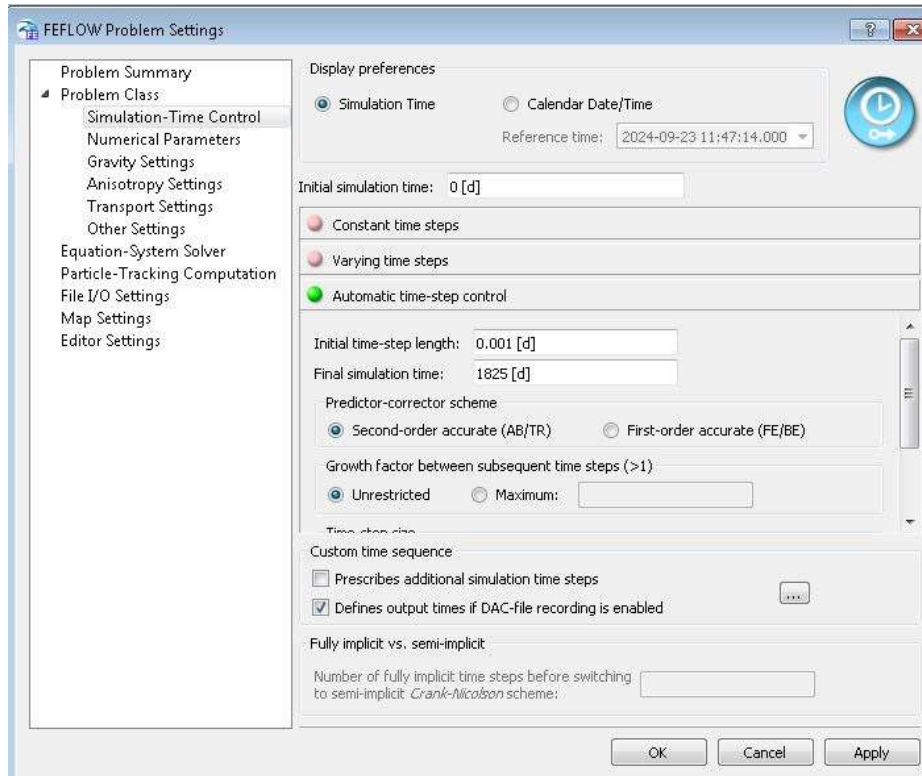 FEFLOW Problem Settings
Problem Summary
Problem Class
Simulation-Time Control
Numerical Parameters
Gravity Settings
Anisotropy Settings
Transport Settings
Other Settings
Equation-System Solver
Particle-Tracking Computation
File I/O Settings
Map Settings
Editor Settings
Display preferences
Simulation Time
Calendar Date/Time
Reference time: 2024-09-23 11:47:14.000
Initial simulation time: 0 [d]
Constant time steps
Varying time steps
Automatic time-step control
Initial time-step length: 0.001 [d]
Final simulation time: 1825 [d]
Predictor-corrector scheme
Second-order accurate (AB/TR)
First-order accurate (FE/BE)
Growth factor between subsequent time steps (>1)
Unrestricted
Maximum:
Time-step size
Custom time sequence
Prescribes additional simulation time steps
Defines output times if DAC-file recording is enabled
...
Fully implicit vs. semi-implicit
Number of fully implicit time steps before switching
to semi-implicit Crank-Nicolson scheme:
OK
Cancel
Apply